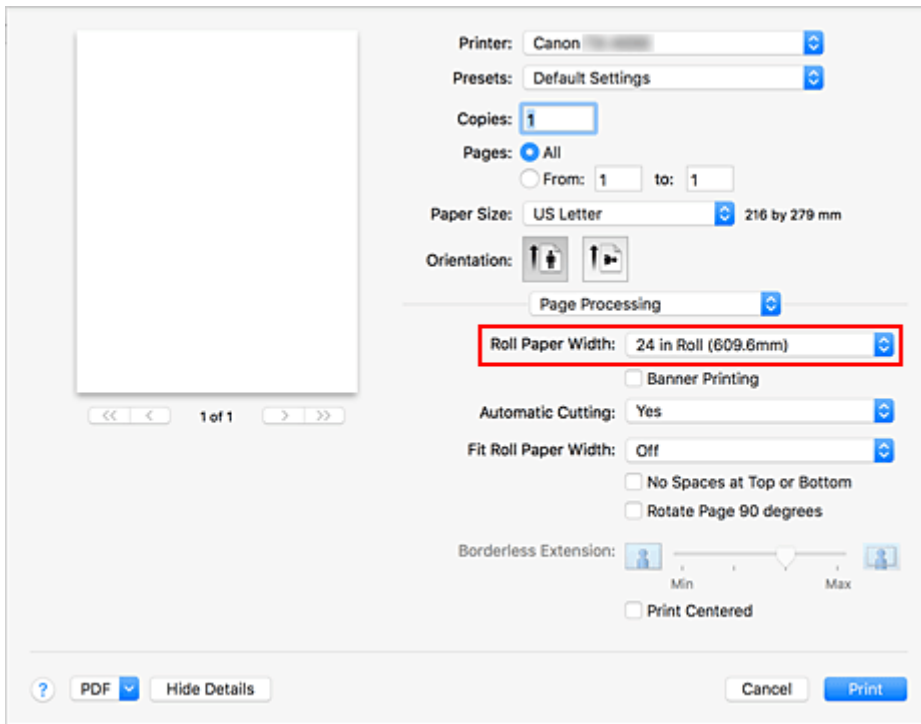 Printer: Canon
Presets: Default Settings
Copies: 1
Pages: All
From: 1 to: 1
Paper Size: US Letter 216 by 279 mm
Orientation:
Page Processing
Roll Paper Width: 24 in Roll (609.6mm)
Banner Printing
<< < 1 of 1 > >>
Automatic Cutting: Yes
Fit Roll Paper Width: Off
No Spaces at Top or Bottom
Rotate Page 90 degrees
Borderless Extension:
Min Max
Print Centered
? PDF Hide Details Cancel Print